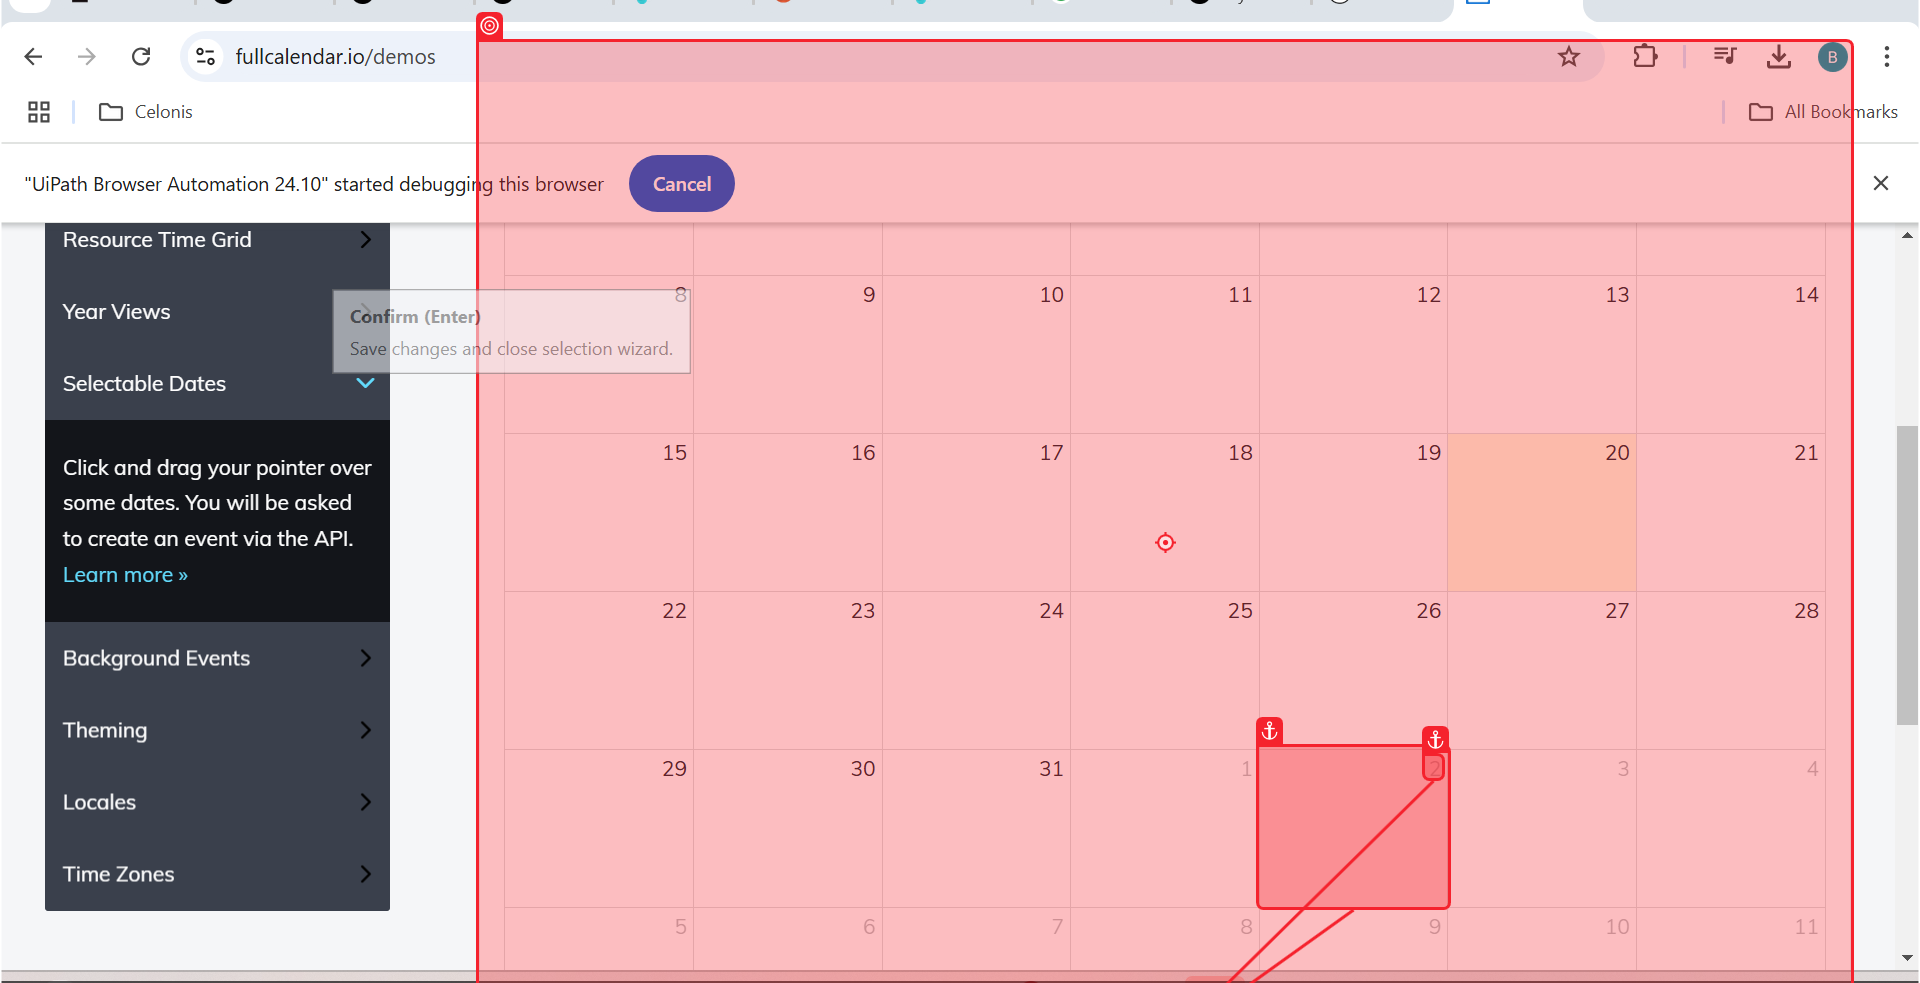 fullcalendar.io/demos
B
Celonis
All Bookmarks
"UiPath Browser Automation 24.10" started debugging this browser
Cancel
Resource Time Grid
Year Views
Confirm (Enter)
Save changes and close selection wizard.
Selectable Dates
Click and drag your pointer over
some dates. You will be asked
to create an event via the API.
Learn more »
Background Events
Theming
Locales
Time Zones
8 9 10 11 12 13 14
15 16 17 18 19 20 21
22 23 24 25 26 27 28
29 30 31 1 2 3 4
5 6 7 8 9 10 11